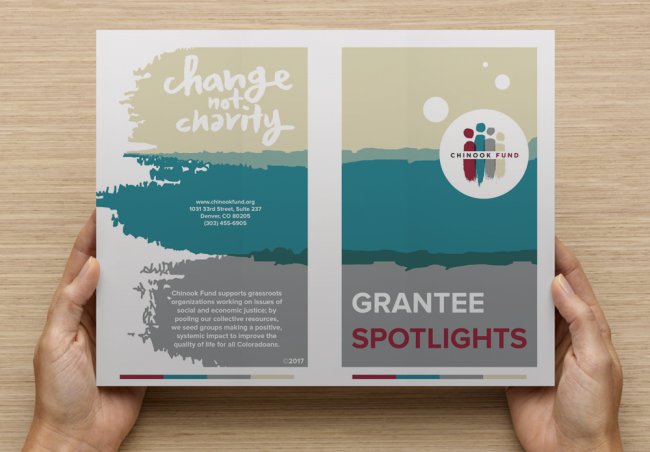 change
not
charity
www.chinookfund.org
1031 33rd Street, Suite 237
Denver, CO 80205
(303) 455-6905
Chinook Fund supports grassroots
organizations working on issues of
social and economic justice; by
pooling our collective resources,
we seed groups making a positive,
systemic impact to improve the
quality of life for all Coloradoans.
©2017
CHINOOK FUND
GRANTEE
SPOTLIGHTS